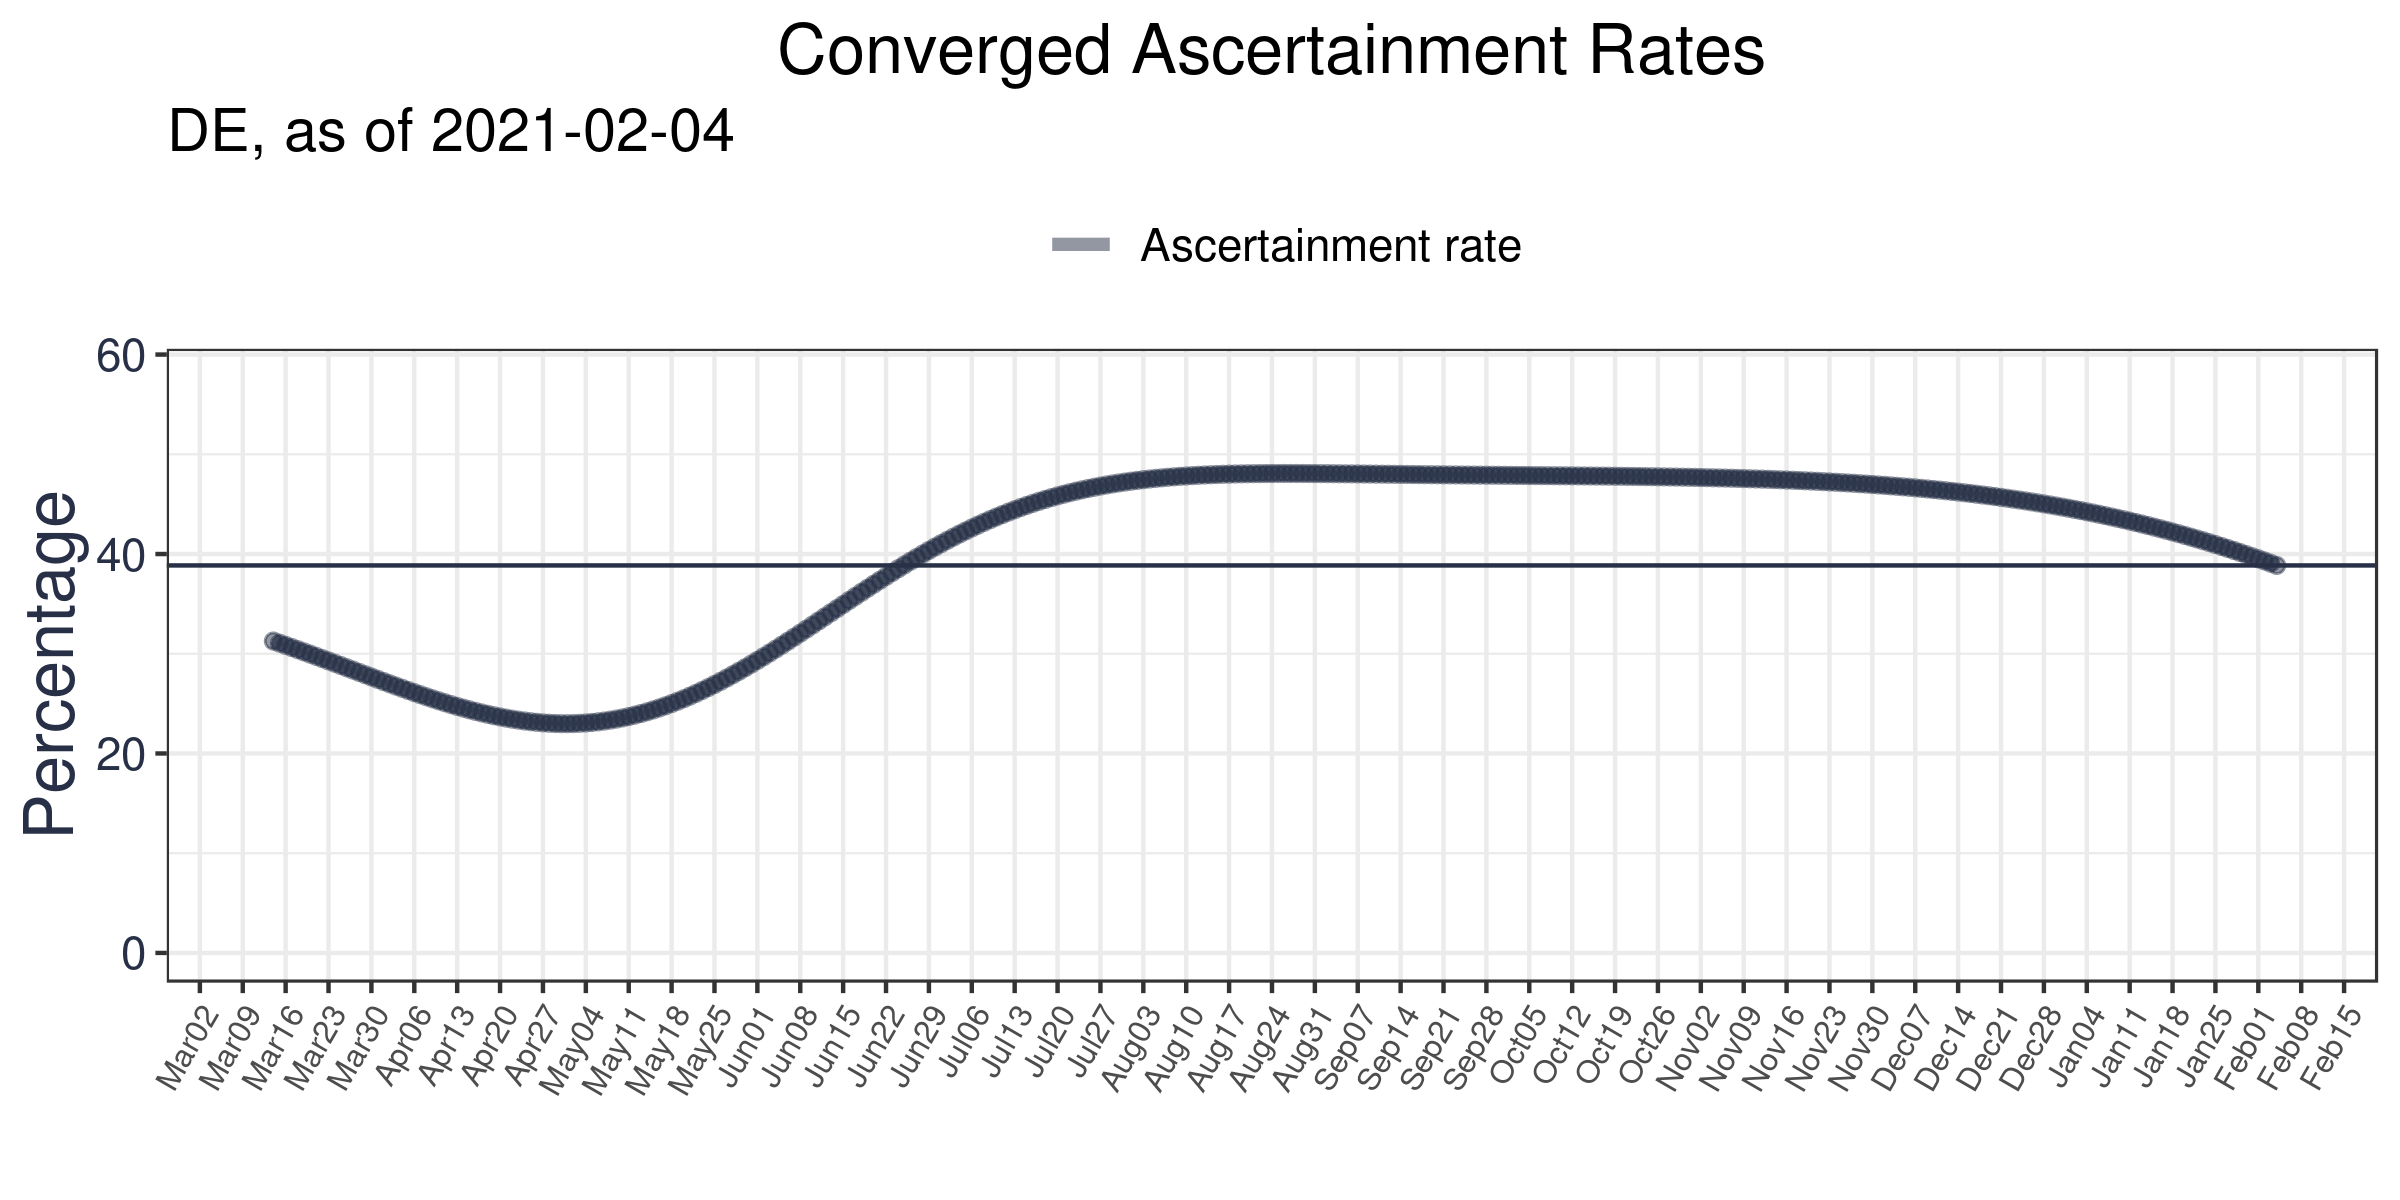 Converged Ascertainment Rates
DE, as of 2021-02-04
Ascertainment rate
Percentage
60
40
20
0
Mar02 Mar09 Mar16 Mar23 Mar30 Apr06 Apr13 Apr20 Apr27 May04 May11 May18 May25 Jun01 Jun08 Jun15 Jun22 Jun29 Jul06 Jul13 Jul20 Jul27 Aug03 Aug10 Aug17 Aug24 Aug31 Sep07 Sep14 Sep21 Sep28 Oct05 Oct12 Oct19 Oct26 Nov02 Nov09 Nov16 Nov23 Nov30 Dec07 Dec14 Dec21 Dec28 Jan04 Jan11 Jan18 Jan25 Feb01 Feb08 Feb15